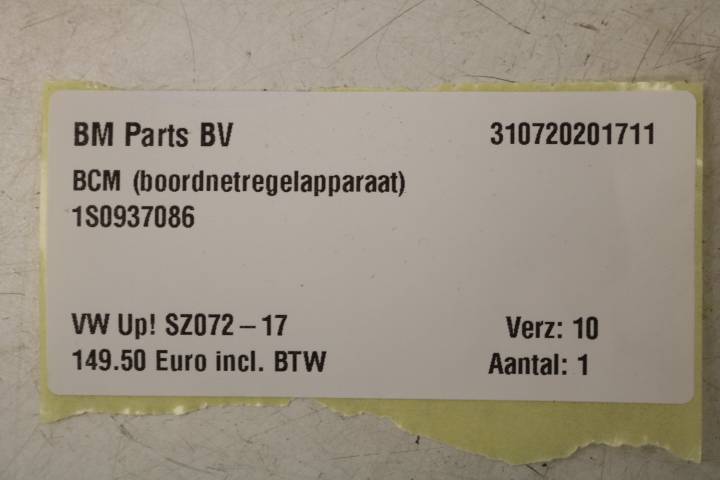 BM Parts BV 310720201711
BCM (boordnetregelapparaat)
1S0937086
VW Up! SZ072 – 17 Verz: 10
149.50 Euro incl. BTW Aantal: 1